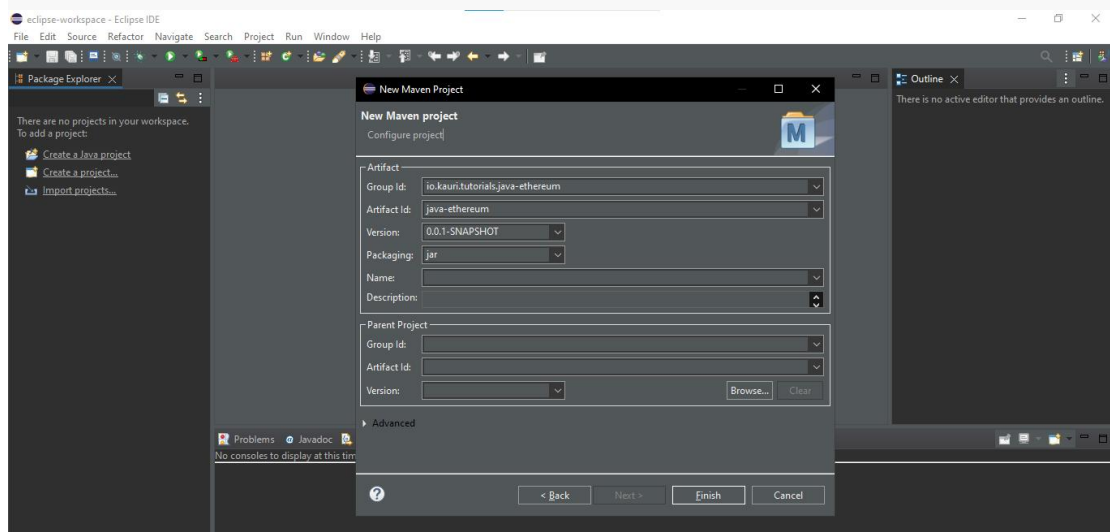 eclipse-workspace - Eclipse IDE
File Edit Source Refactor Navigate Search Project Run Window Help
Package Explorer
There are no projects in your workspace.
To add a project:
Create a Java project
Create a project...
Import projects...
New Maven Project
New Maven project
Configure project
M
Artifact
Group Id: io.kauri.tutorials.java-ethereum
Artifact Id: java-ethereum
Version: 0.0.1-SNAPSHOT
Packaging: jar
Name:
Description:
Parent Project
Group Id:
Artifact Id:
Version: Browse... Clear
Advanced
< Back Next > Finish Cancel
Outline
There is no active editor that provides an outline.
Problems Javadoc
No consoles to display at this tim